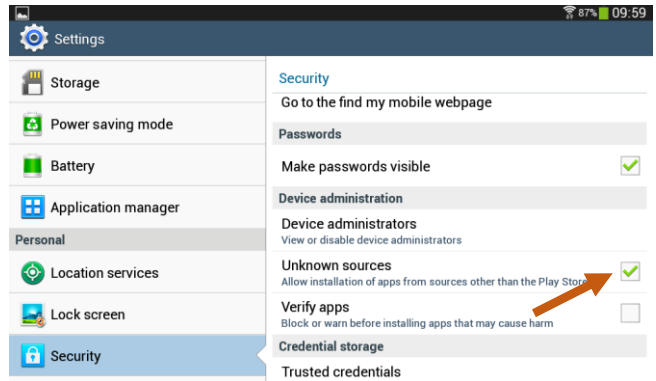 87% 09:59
Settings
Storage
Power saving mode
Battery
Application manager
Personal
Location services
Lock screen
Security
Security
Go to the find my mobile webpage
Passwords
Make passwords visible
Device administration
Device administrators
View or disable device administrators
Unknown sources
Allow installation of apps from sources other than the Play Store
Verify apps
Block or warn before installing apps that may cause harm
Credential storage
Trusted credentials